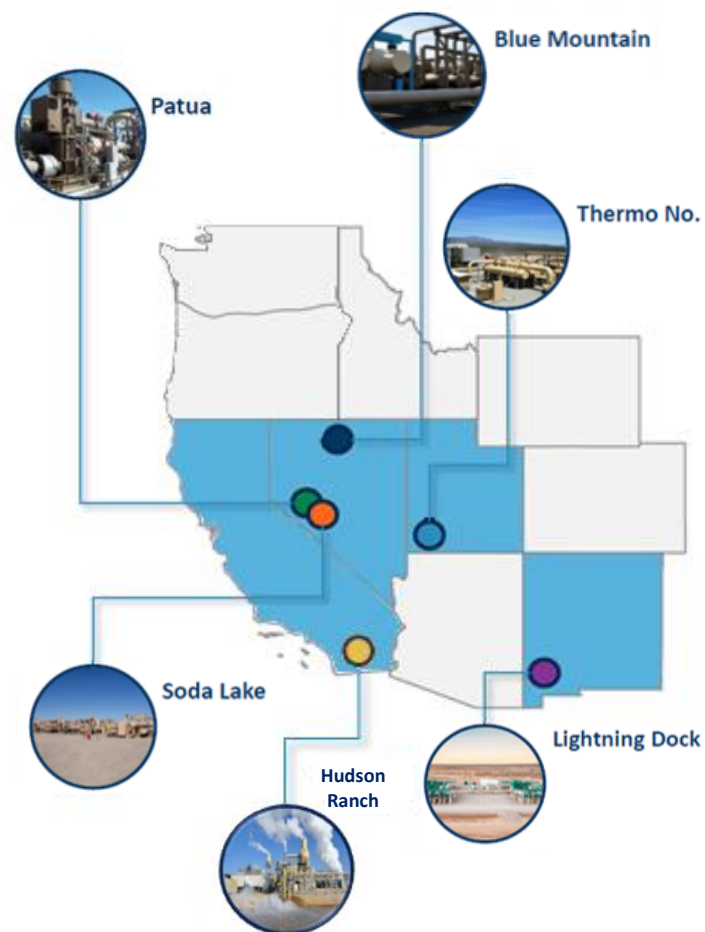 Blue Mountain
Patua
Thermo No.
Soda Lake
Lightning Dock
Hudson
Ranch